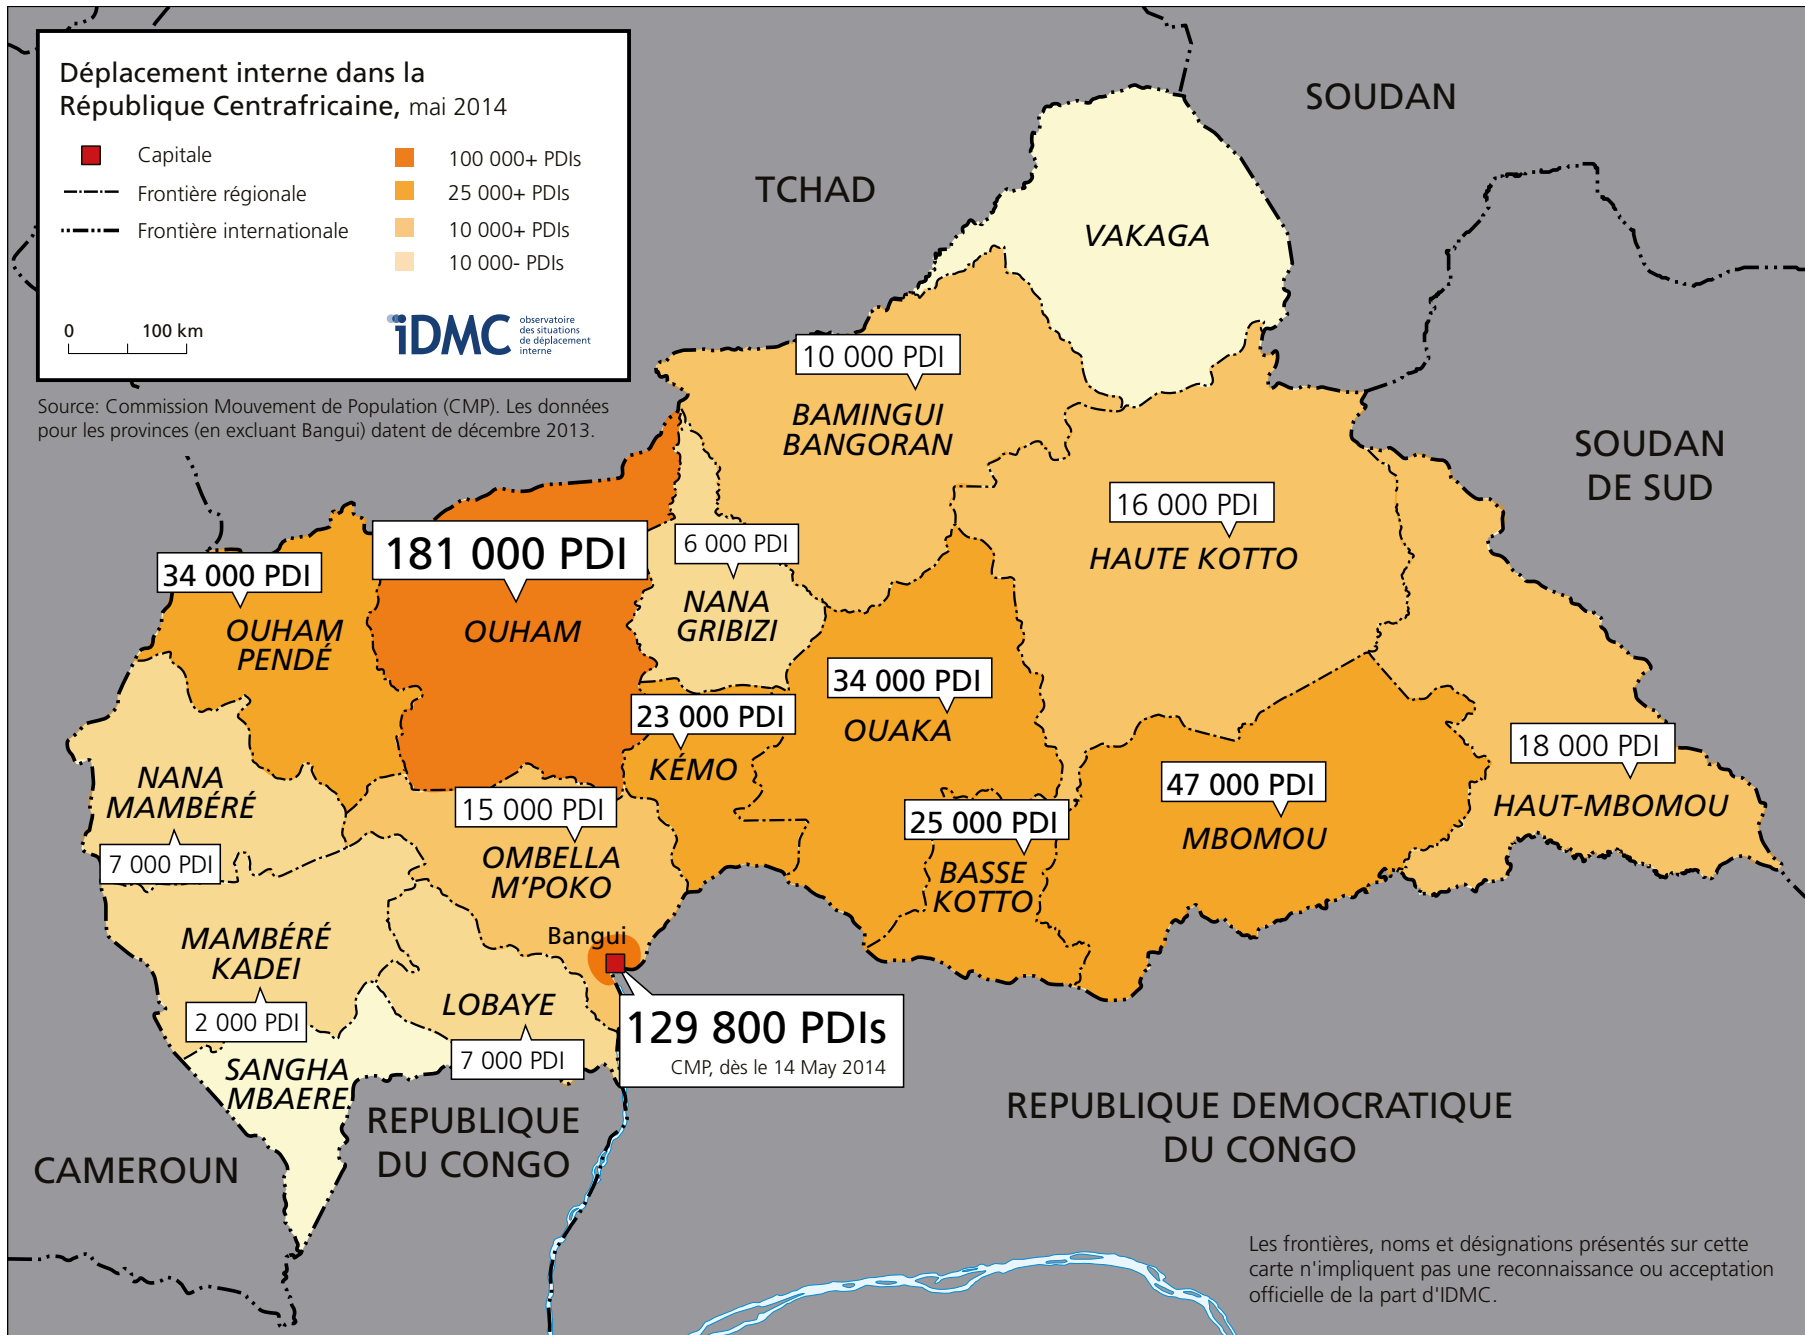 Déplacement interne dans la
République Centrafricaine, mai 2014
Capitale
Frontière régionale
Frontière internationale
100 000+ PDIs
25 000+ PDIs
10 000+ PDIs
10 000- PDIs
0 100 km
iDMC
observatoire
des situations
de déplacement
interne
Source: Commission Mouvement de Population (CMP). Les données
pour les provinces (en excluant Bangui) datent de décembre 2013.
SOUDAN
TCHAD
VAKAGA
10 000 PDI
BAMINGUI
BANGORAN
SOUDAN
DE SUD
16 000 PDI
HAUTE KOTTO
181 000 PDI
OUHAM
6 000 PDI
NANA
GRIBIZI
34 000 PDI
OUHAM
PENDÉ
34 000 PDI
OUAKA
23 000 PDI
KÉMO
18 000 PDI
HAUT-MBOMOU
47 000 PDI
MBOMOU
NANA
MAMBÉRÉ
7 000 PDI
15 000 PDI
OMBELLA
M'POKO
25 000 PDI
BASSE
KOTTO
MAMBÉRÉ
KADEI
2 000 PDI
Bangui
LOBAYE
7 000 PDI
129 800 PDIs
CMP, dès le 14 May 2014
SANGHA
MBAERE
REPUBLIQUE
DU CONGO
CAMEROUN
REPUBLIQUE DEMOCRATIQUE
DU CONGO
Les frontières, noms et désignations présentés sur cette
carte n'impliquent pas une reconnaissance ou acceptation
officielle de la part d'IDMC.